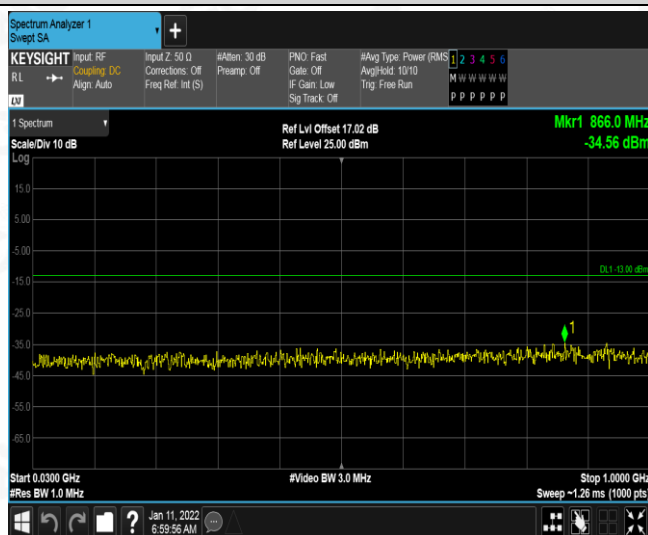 Spectrum Analyzer 1
Swept SA
+
KEYSIGHT
RL
LXI
Input: RF
Coupling: DC
Align: Auto
Input Z: 50 Ω
Corrections: Off
Freq Ref: Int (S)
#Atten: 30 dB
Preamp: Off
PNO: Fast
Gate: Off
IF Gain: Low
Sig Track: Off
#Avg Type: Power (RMS
Avg|Hold: 10/10
Trig: Free Run
1 2 3 4 5 6
M W W W W W
P P P P P P
1 Spectrum
Scale/Div 10 dB
Log
Ref Lvl Offset 17.02 dB
Ref Level 25.00 dBm
Mkr1 866.0 MHz
-34.56 dBm
15.0
5.00
-5.00
DL1 -13.00 dBm
-15.0
-25.0
1
-35.0
-45.0
-55.0
-65.0
Start 0.0300 GHz
#Res BW 1.0 MHz
#Video BW 3.0 MHz
Stop 1.0000 GHz
Sweep ~1.26 ms (1000 pts)
?
Jan 11, 2022
6:59:56 AM